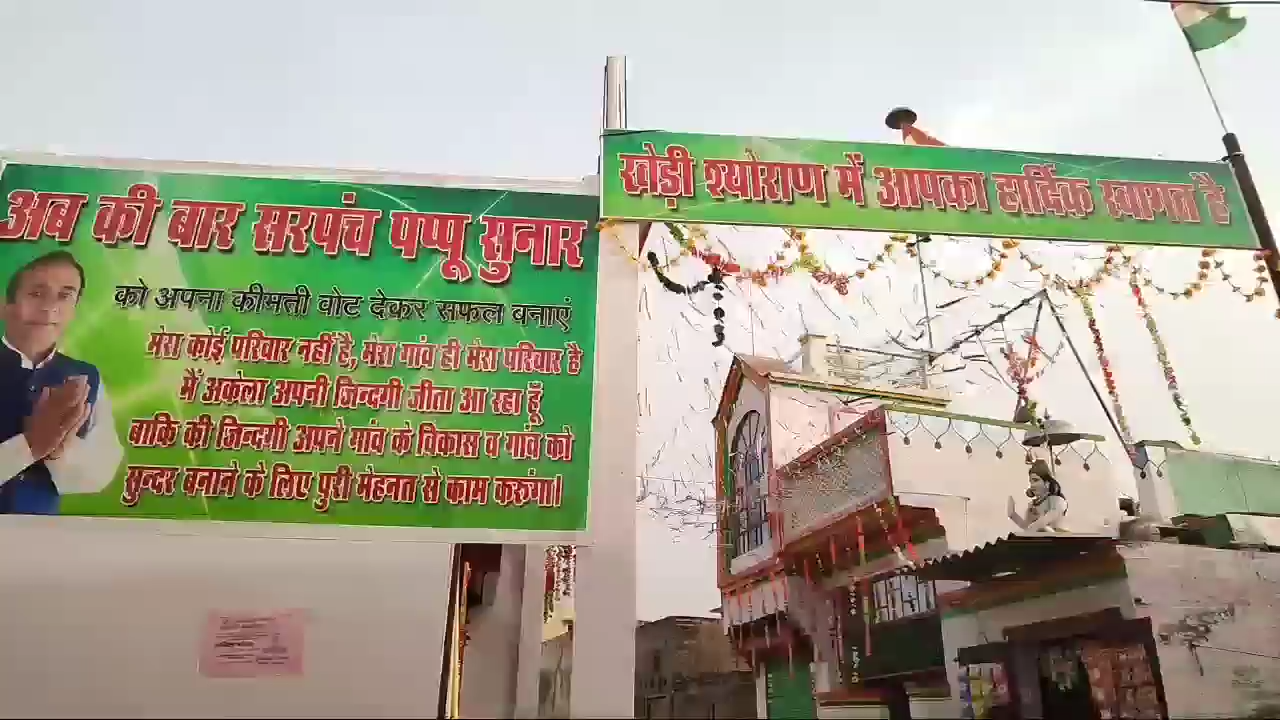 अब की बार सरपंच पप्पू सुनार
को अपना कीमती वोट देकर सफल बनाएं
मेरा कोई परिवार नहीं है, मेरा गांव ही मेरा परिवार है
मैं अकेला अपनी जिन्दगी जीता आ रहा हूँ
बाकि की जिन्दगी अपने गांव के विकास व गांव को
सुन्दर बनाने के लिए पुरी मेहनत से काम करूंगा।
खेड़ी श्योराण में आपका हार्दिक स्वागत है